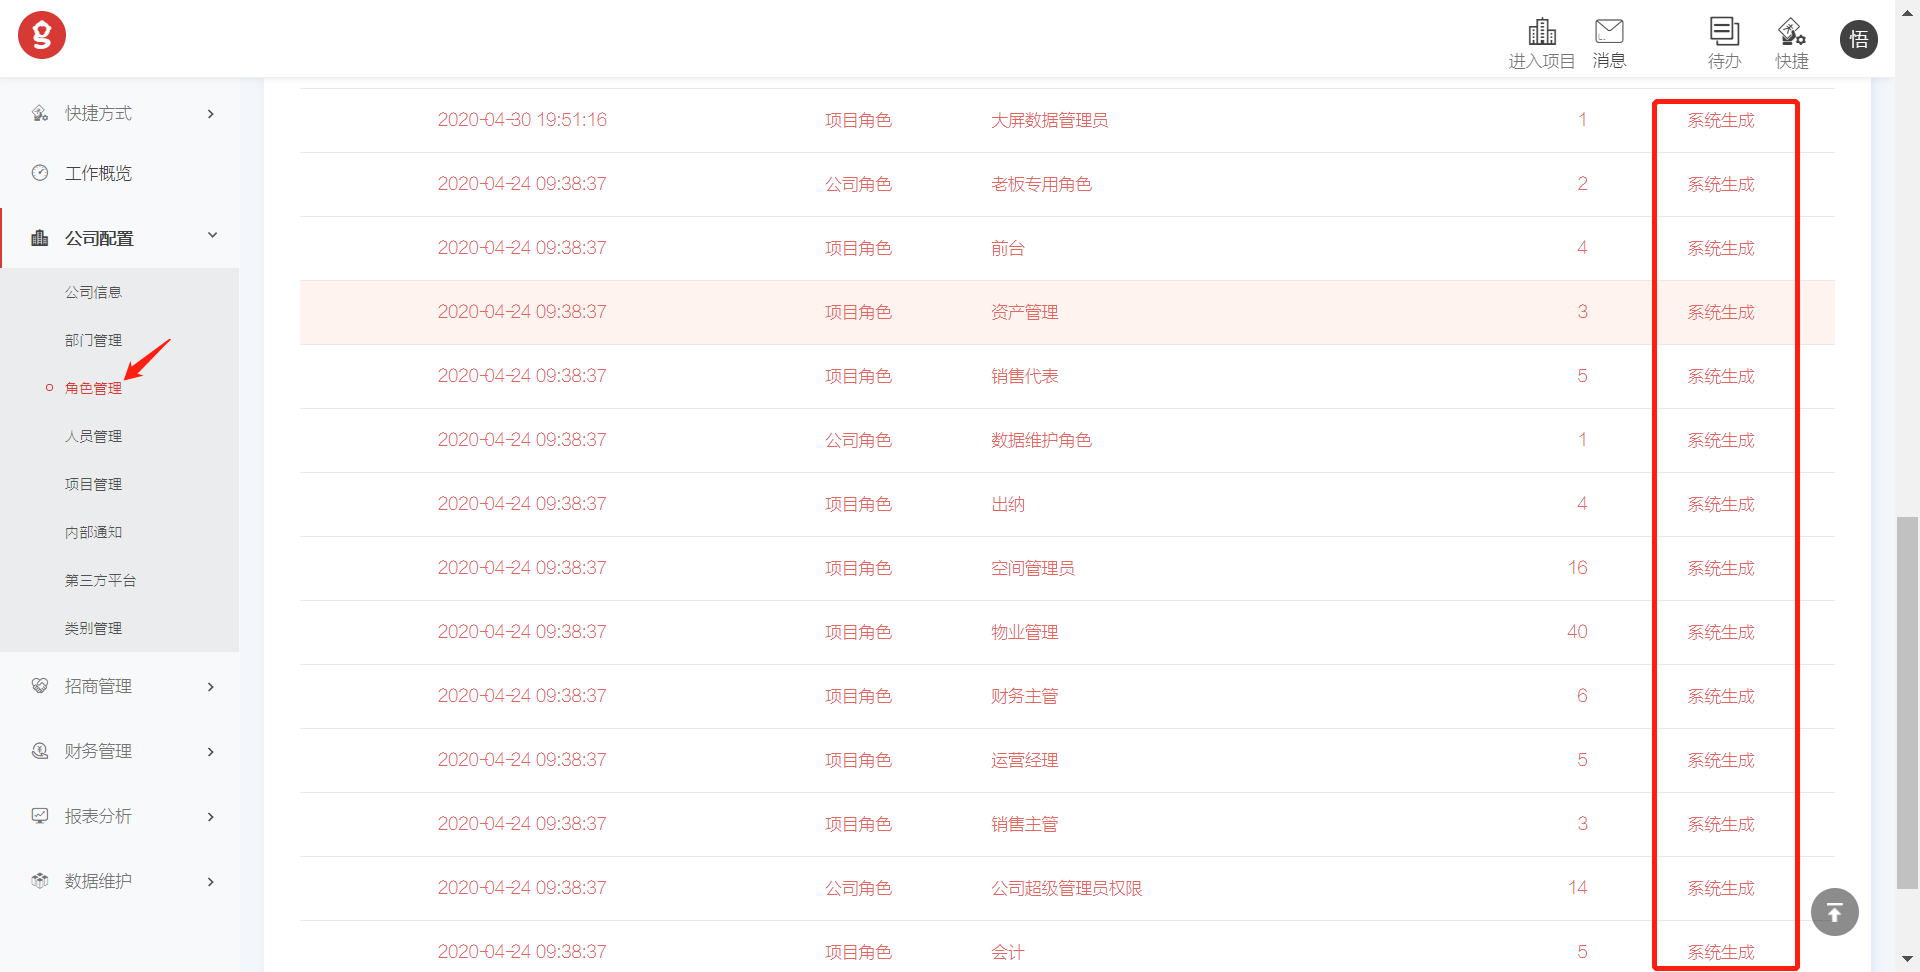 进入项目 消息 待办 快捷 悟
快捷方式
工作概览
公司配置
公司信息
部门管理
角色管理
人员管理
项目管理
内部通知
第三方平台
类别管理
招商管理
财务管理
报表分析
数据维护
2020-04-30 19:51:16 项目角色 大屏数据管理员 1 系统生成
2020-04-24 09:38:37 公司角色 老板专用角色 2 系统生成
2020-04-24 09:38:37 项目角色 前台 4 系统生成
2020-04-24 09:38:37 项目角色 资产管理 3 系统生成
2020-04-24 09:38:37 项目角色 销售代表 5 系统生成
2020-04-24 09:38:37 公司角色 数据维护角色 1 系统生成
2020-04-24 09:38:37 项目角色 出纳 4 系统生成
2020-04-24 09:38:37 项目角色 空间管理员 16 系统生成
2020-04-24 09:38:37 项目角色 物业管理 40 系统生成
2020-04-24 09:38:37 项目角色 财务主管 6 系统生成
2020-04-24 09:38:37 项目角色 运营经理 5 系统生成
2020-04-24 09:38:37 项目角色 销售主管 3 系统生成
2020-04-24 09:38:37 公司角色 公司超级管理员权限 14 系统生成
2020-04-24 09:38:37 项目角色 会计 5 系统生成